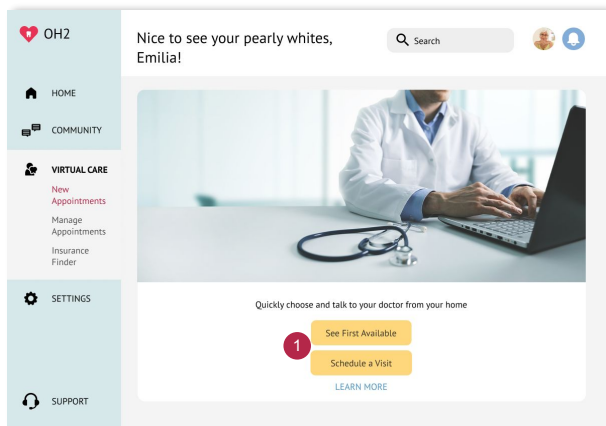 OH2
Nice to see your pearly whites,
Emilia!
Search
HOME
COMMUNITY
VIRTUAL CARE
New
Appointments
Manage
Appointments
Insurance
Finder
SETTINGS
SUPPORT
Quickly choose and talk to your doctor from your home
1
See First Available
Schedule a Visit
LEARN MORE